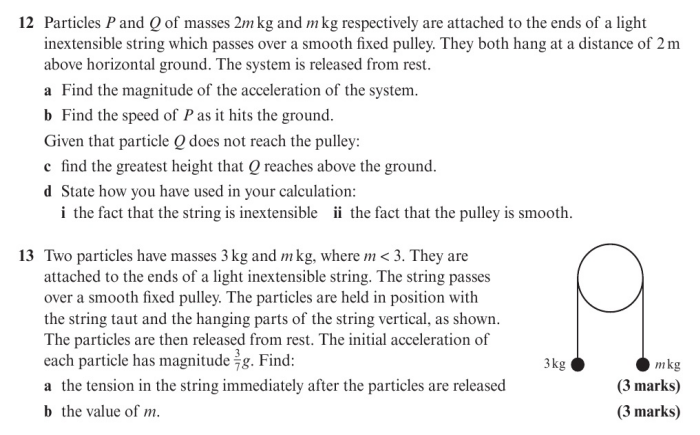 12 Particles P and Q of masses 2m kg and m kg respectively are attached to the ends of a light
inextensible string which passes over a smooth fixed pulley. They both hang at a distance of 2 m
above horizontal ground. The system is released from rest.
a Find the magnitude of the acceleration of the system.
b Find the speed of P as it hits the ground.
Given that particle Q does not reach the pulley:
c find the greatest height that Q reaches above the ground.
d State how you have used in your calculation:
i the fact that the string is inextensible ii the fact that the pulley is smooth.
13 Two particles have masses 3 kg and m kg, where m < 3. They are
attached to the ends of a light inextensible string. The string passes
over a smooth fixed pulley. The particles are held in position with
the string taut and the hanging parts of the string vertical, as shown.
The particles are then released from rest. The initial acceleration of
each particle has magnitude 3/7 g. Find:
3 kg m kg
a the tension in the string immediately after the particles are released (3 marks)
b the value of m. (3 marks)